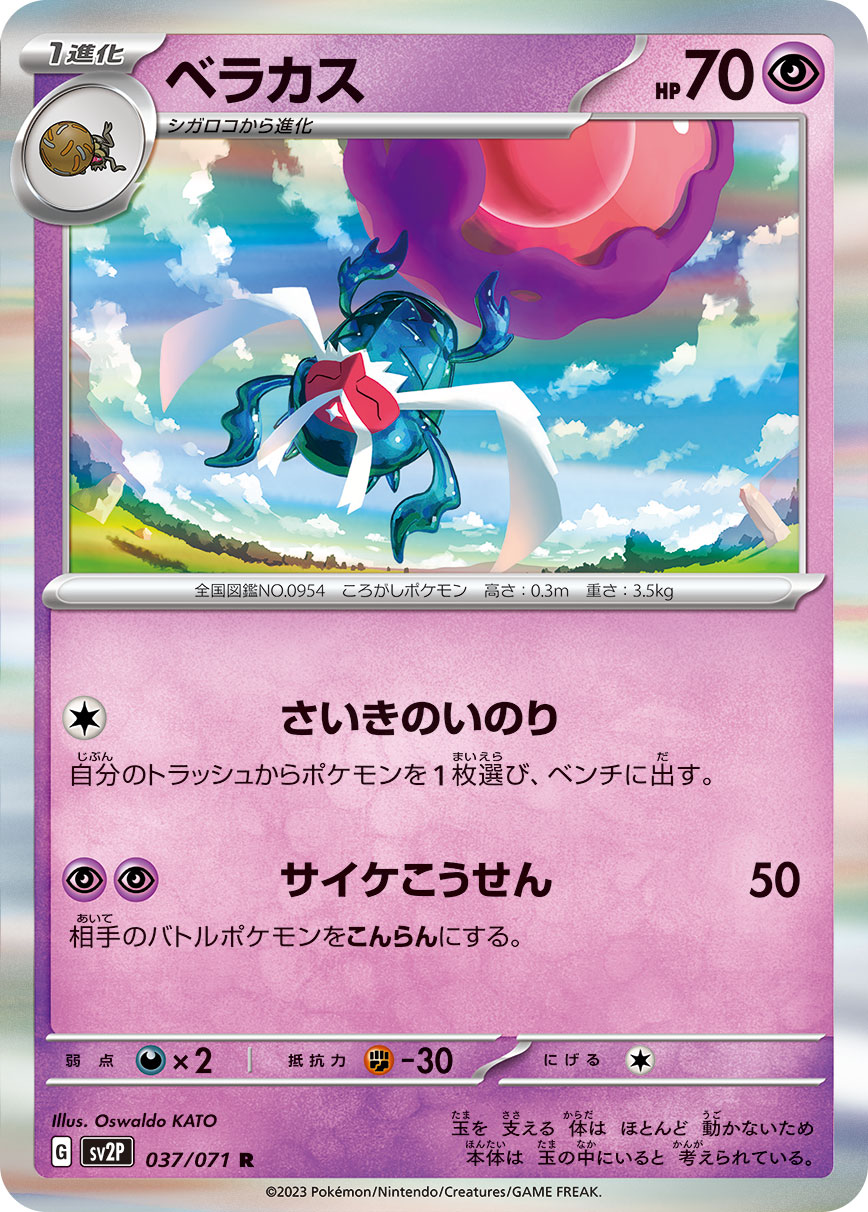 1進化
ベラカス
HP70
シガロコから進化
全国図鑑NO.0954 ころがしポケモン 高さ：0.3m 重さ：3.5kg
さいきのいのり
自分のトラッシュからポケモンを1枚選び、ベンチに出す。
サイケこうせん 50
相手のバトルポケモンをこんらんにする。
弱点 ×2 抵抗力 -30 にげる
Illus. Oswaldo KATO
玉を 支える 体は ほとんど 動かないため
本体は 玉の中にいると 考えられている。
G sv2P 037/071 R
©2023 Pokémon/Nintendo/Creatures/GAME FREAK.